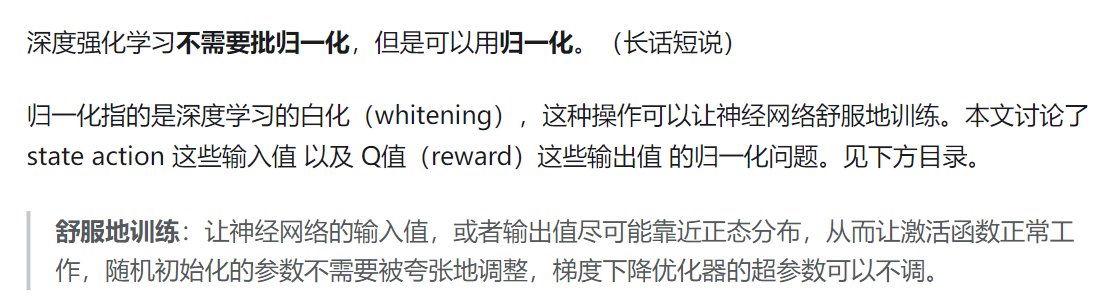 深度强化学习不需要批归一化，但是可以用归一化。（长话短说）
归一化指的是深度学习的白化（whitening），这种操作可以让神经网络舒服地训练。本文讨论了
state action 这些输入值 以及 Q值（reward）这些输出值 的归一化问题。见下方目录。
舒服地训练：让神经网络的输入值，或者输出值尽可能靠近正态分布，从而让激活函数正常工
作，随机初始化的参数不需要被夸张地调整，梯度下降优化器的超参数可以不调。